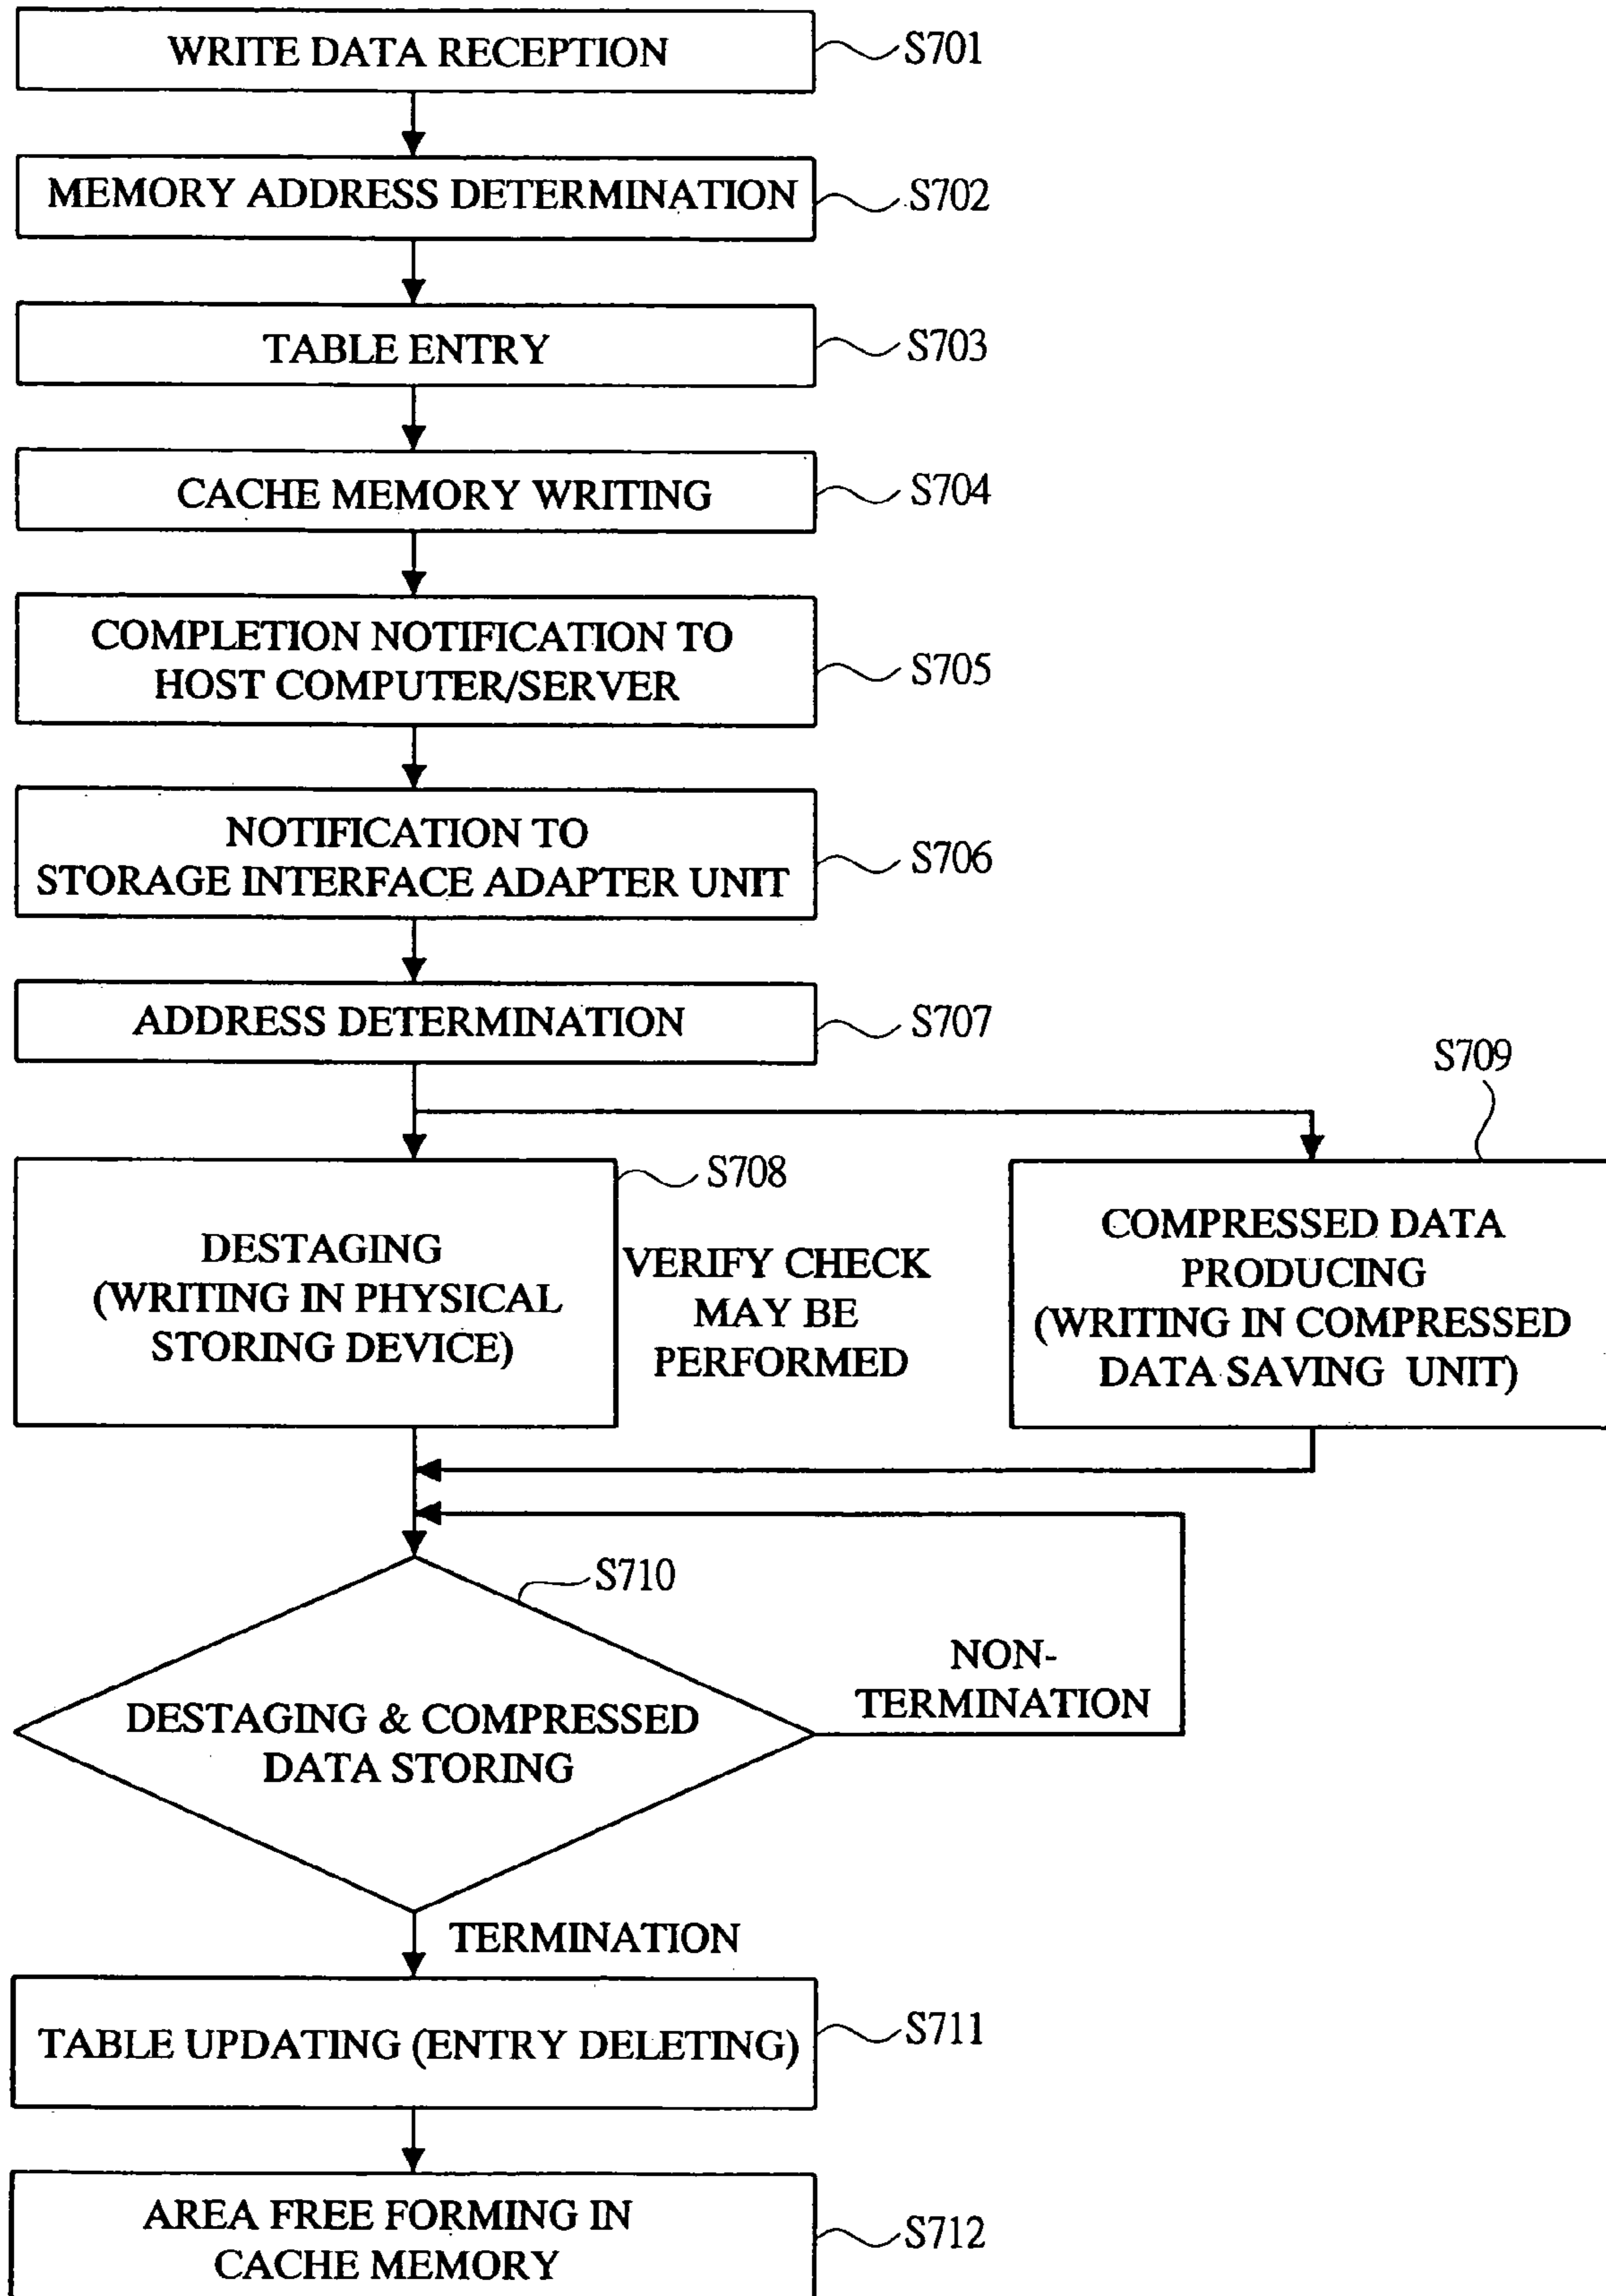 WRITE DATA RECEPTION
S701
MEMORY ADDRESS DETERMINATION
S702
TABLE ENTRY
S703
CACHE MEMORY WRITING
S704
COMPLETION NOTIFICATION TO
HOST COMPUTER/SERVER
S705
NOTIFICATION TO
STORAGE INTERFACE ADAPTER UNIT
S706
ADDRESS DETERMINATION
S707
S709
S708
DESTAGING
(WRITING IN PHYSICAL
STORING DEVICE)
VERIFY CHECK
MAY BE
PERFORMED
COMPRESSED DATA
PRODUCING
(WRITING IN COMPRESSED
DATA SAVING UNIT)
S710
DESTAGING & COMPRESSED
DATA STORING
NON-
TERMINATION
TERMINATION
TABLE UPDATING (ENTRY DELETING)
S711
AREA FREE FORMING IN
CACHE MEMORY
S712